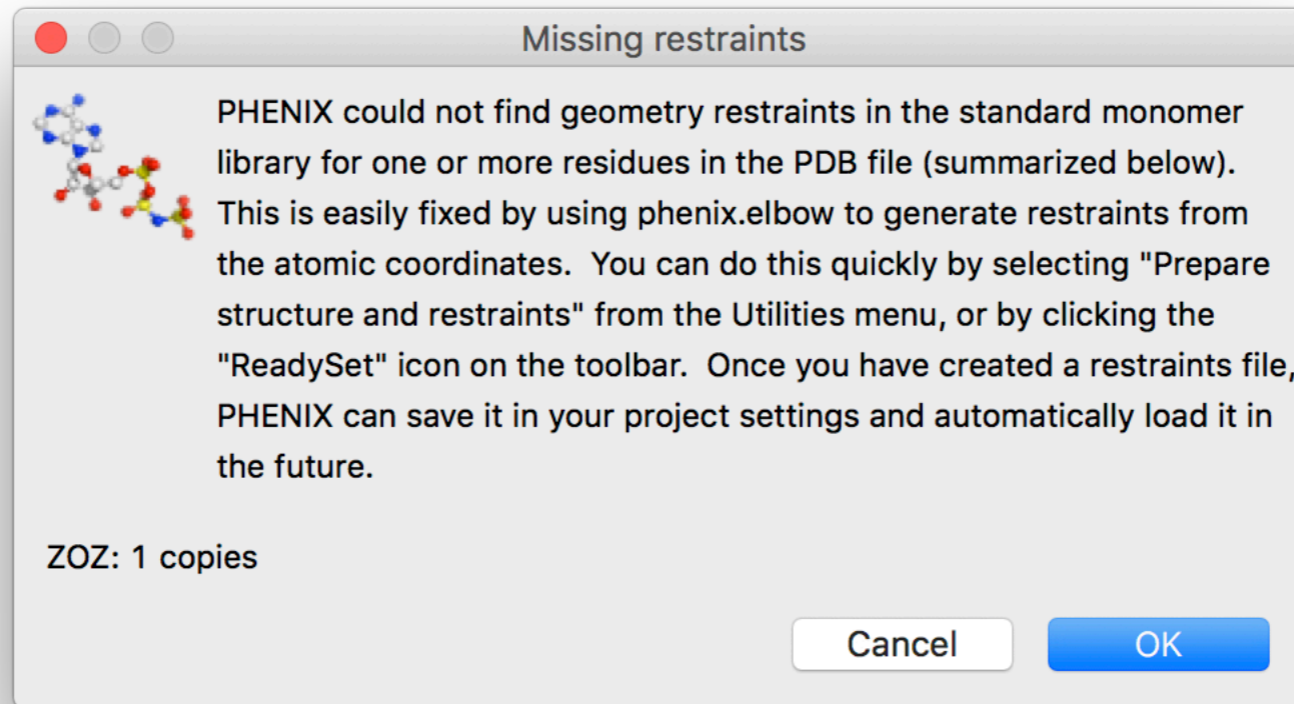 Missing restraints
PHENIX could not find geometry restraints in the standard monomer
library for one or more residues in the PDB file (summarized below).
This is easily fixed by using phenix.elbow to generate restraints from
the atomic coordinates.  You can do this quickly by selecting "Prepare
structure and restraints" from the Utilities menu, or by clicking the
"ReadySet" icon on the toolbar.  Once you have created a restraints file,
PHENIX can save it in your project settings and automatically load it in
the future.
ZOZ: 1 copies
Cancel
OK